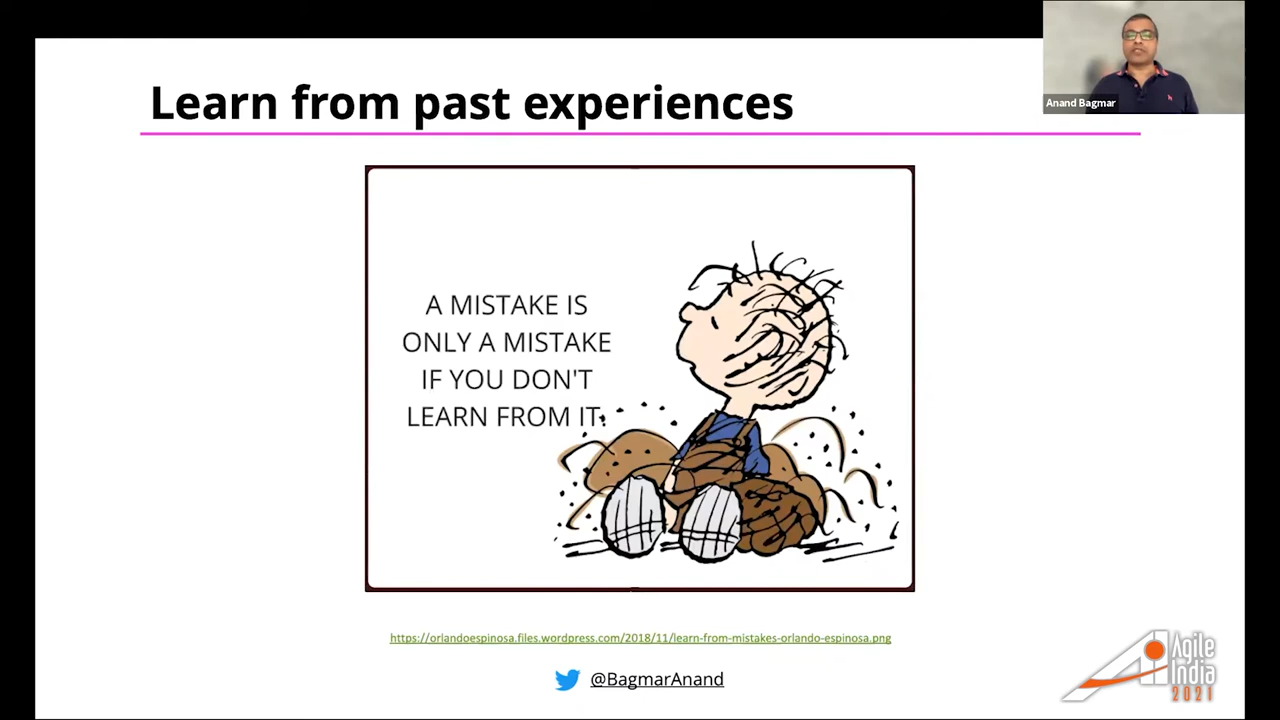 Learn from past experiences
Anand Bagmar
A MISTAKE IS
ONLY A MISTAKE
IF YOU DON'T
LEARN FROM IT.
https://orlandoespinosa.files.wordpress.com/2018/11/learn-from-mistakes-orlando-espinosa.png
@BagmarAnand
Agile
India
2021